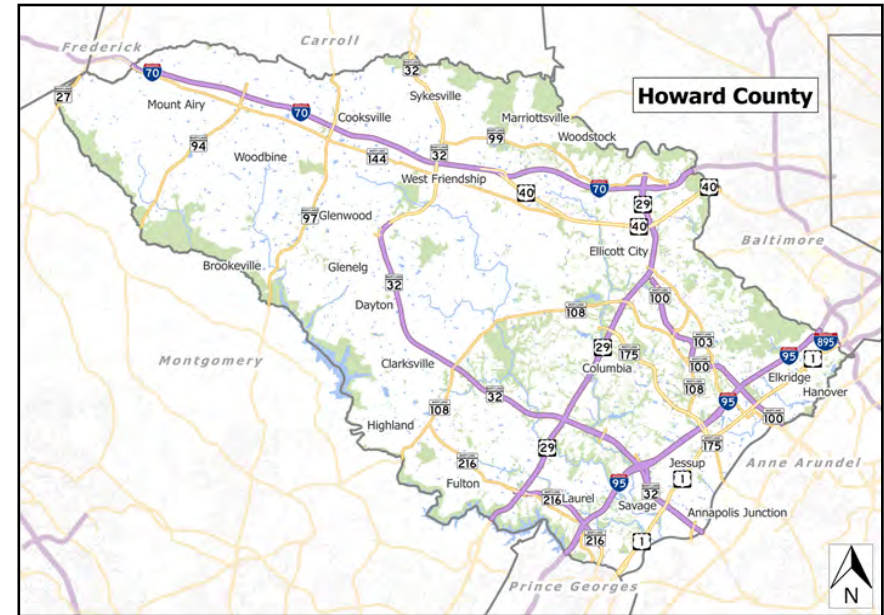 Frederick
Carroll
70
32
27
Mount Airy
70
Sykesville
Howard County
Cooksville
Marriottsville
94
99
Woodstock
Woodbine
144
32
West Friendship
40
70
40
29
97
Glenwood
40
Ellicott City
Baltimore
Brookeville
Glenelg
32
100
Dayton
108
103
895
Montgomery
29
175
95
1
Clarksville
Columbia
100
Elkridge
32
108
Hanover
108
95
100
Highland
29
175
216
Jessup
Anne Arundel
Fulton
95
1
216
Laurel
32
Savage
Annapolis Junction
216
1
Prince Georges
N